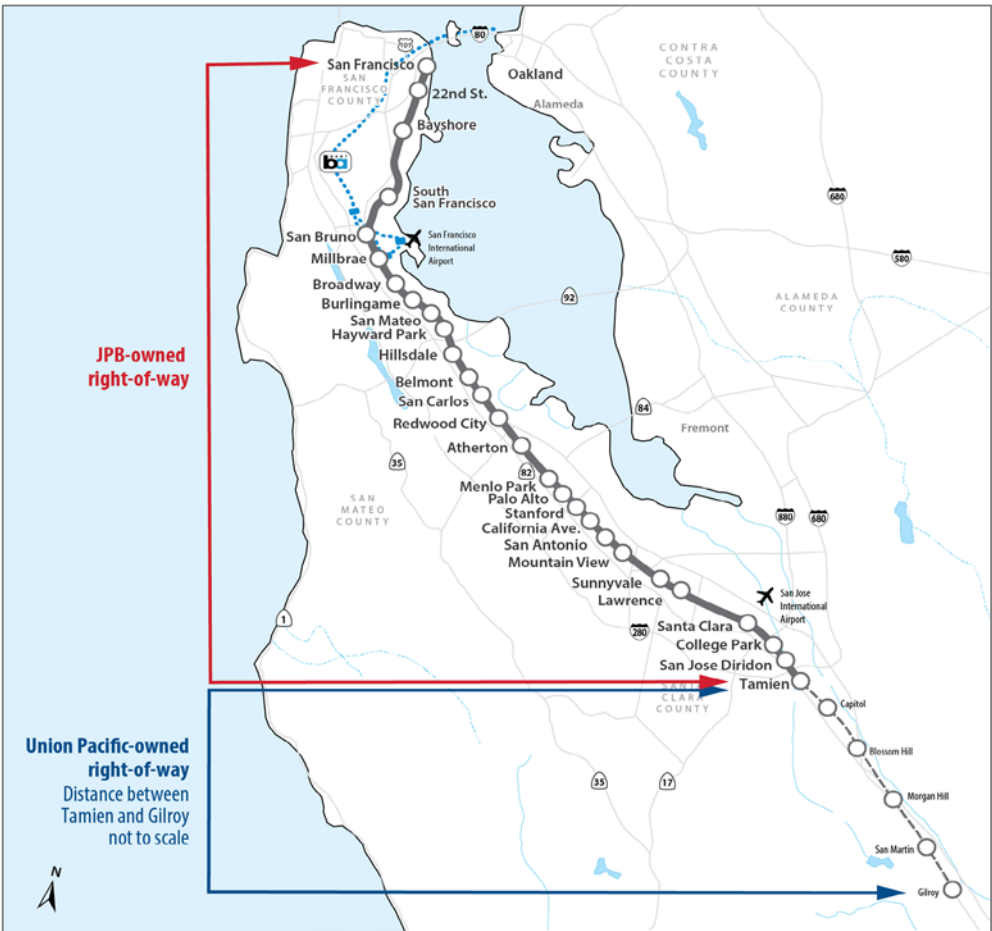 101
80
San Francisco
SAN
FRANCISCO
COUNTY
Oakland
Alameda
CONTRA
COSTA
COUNTY
22nd St.
Bayshore
ba
680
South
San Francisco
San Bruno
San Francisco
International
Airport
Millbrae
580
Broadway
92
ALAMEDA
COUNTY
Burlingame
San Mateo
Hayward Park
JPB-owned
right-of-way
Hillsdale
Belmont
San Carlos
84
Redwood City
Fremont
Atherton
35
82
Menlo Park
Palo Alto
SAN
MATEO
COUNTY
Stanford
880
680
California Ave.
San Antonio
Mountain View
Sunnyvale
Lawrence
San Jose
International
Airport
1
280
Santa Clara
College Park
San Jose Diridon
Tamien
SANTA
CLARA
COUNTY
Capitol
Union Pacific-owned
right-of-way
Distance between
Tamien and Gilroy
not to scale
Blossom Hill
35
17
Morgan Hill
San Martin
N
Gilroy